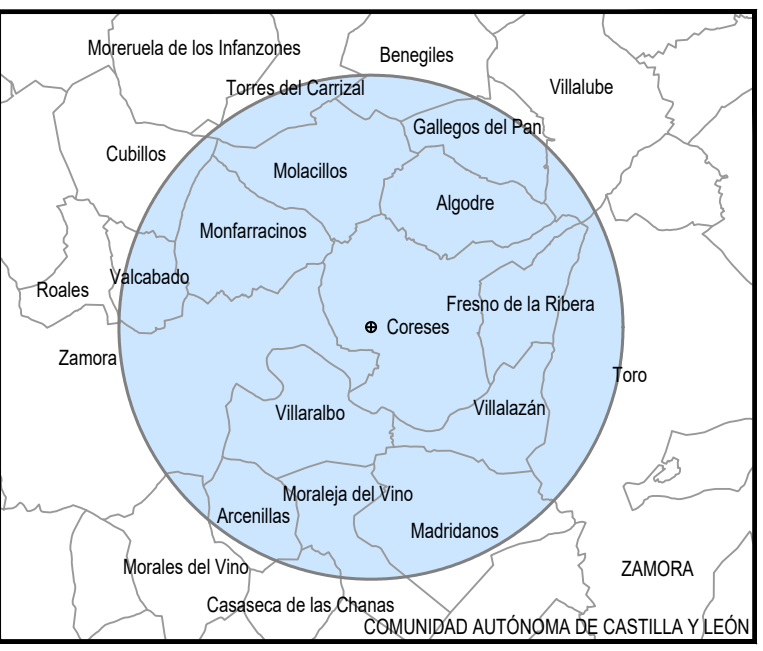 Moreruela de los Infanzones
Benegiles
Torres del Carrizal
Villalube
Gallegos del Pan
Cubillos
Molacillos
Algodre
Monfarracinos
Valcabado
Roales
Fresno de la Ribera
Coreses
Zamora
Toro
Villaralbo
Villalazán
Moraleja del Vino
Arcenillas
Madridanos
Morales del Vino
ZAMORA
Casaseca de las Chanas
COMUNIDAD AUTÓNOMA DE CASTILLA Y LEÓN